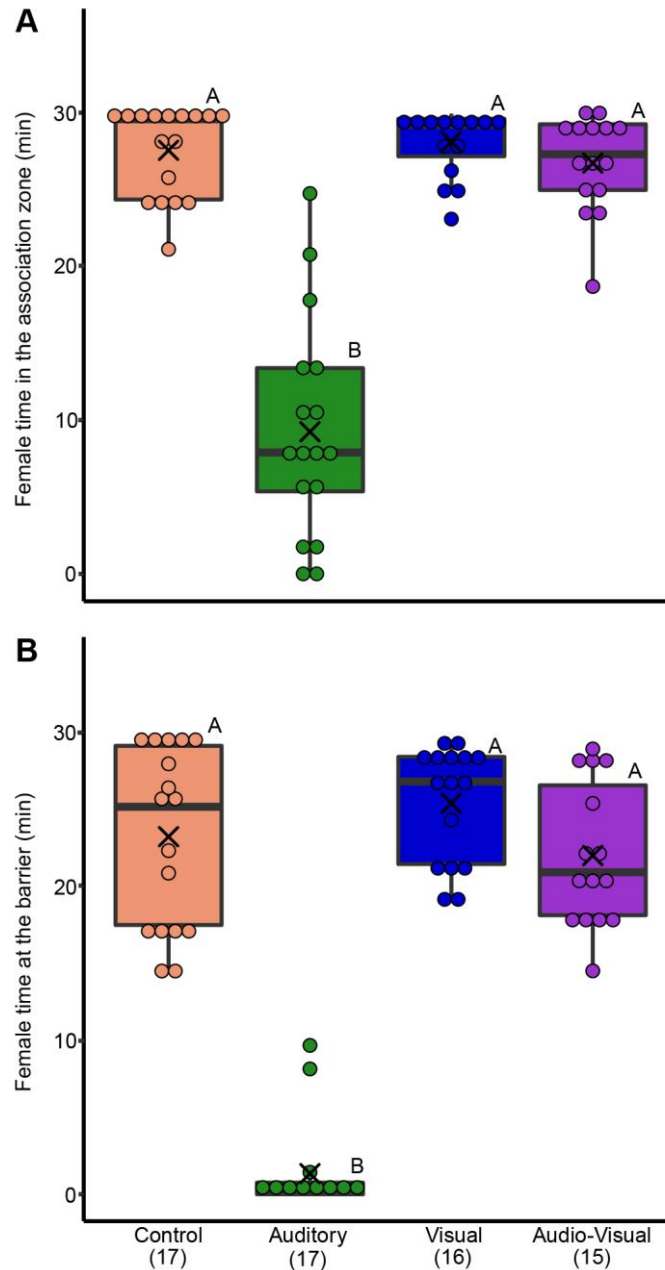 A
Female time in the association zone (min)
30
20
10
0
A
B
A
A
B
Female time at the barrier (min)
30
20
10
0
A
B
A
A
Control
(17)
Auditory
(17)
Visual
(16)
Audio-Visual
(15)